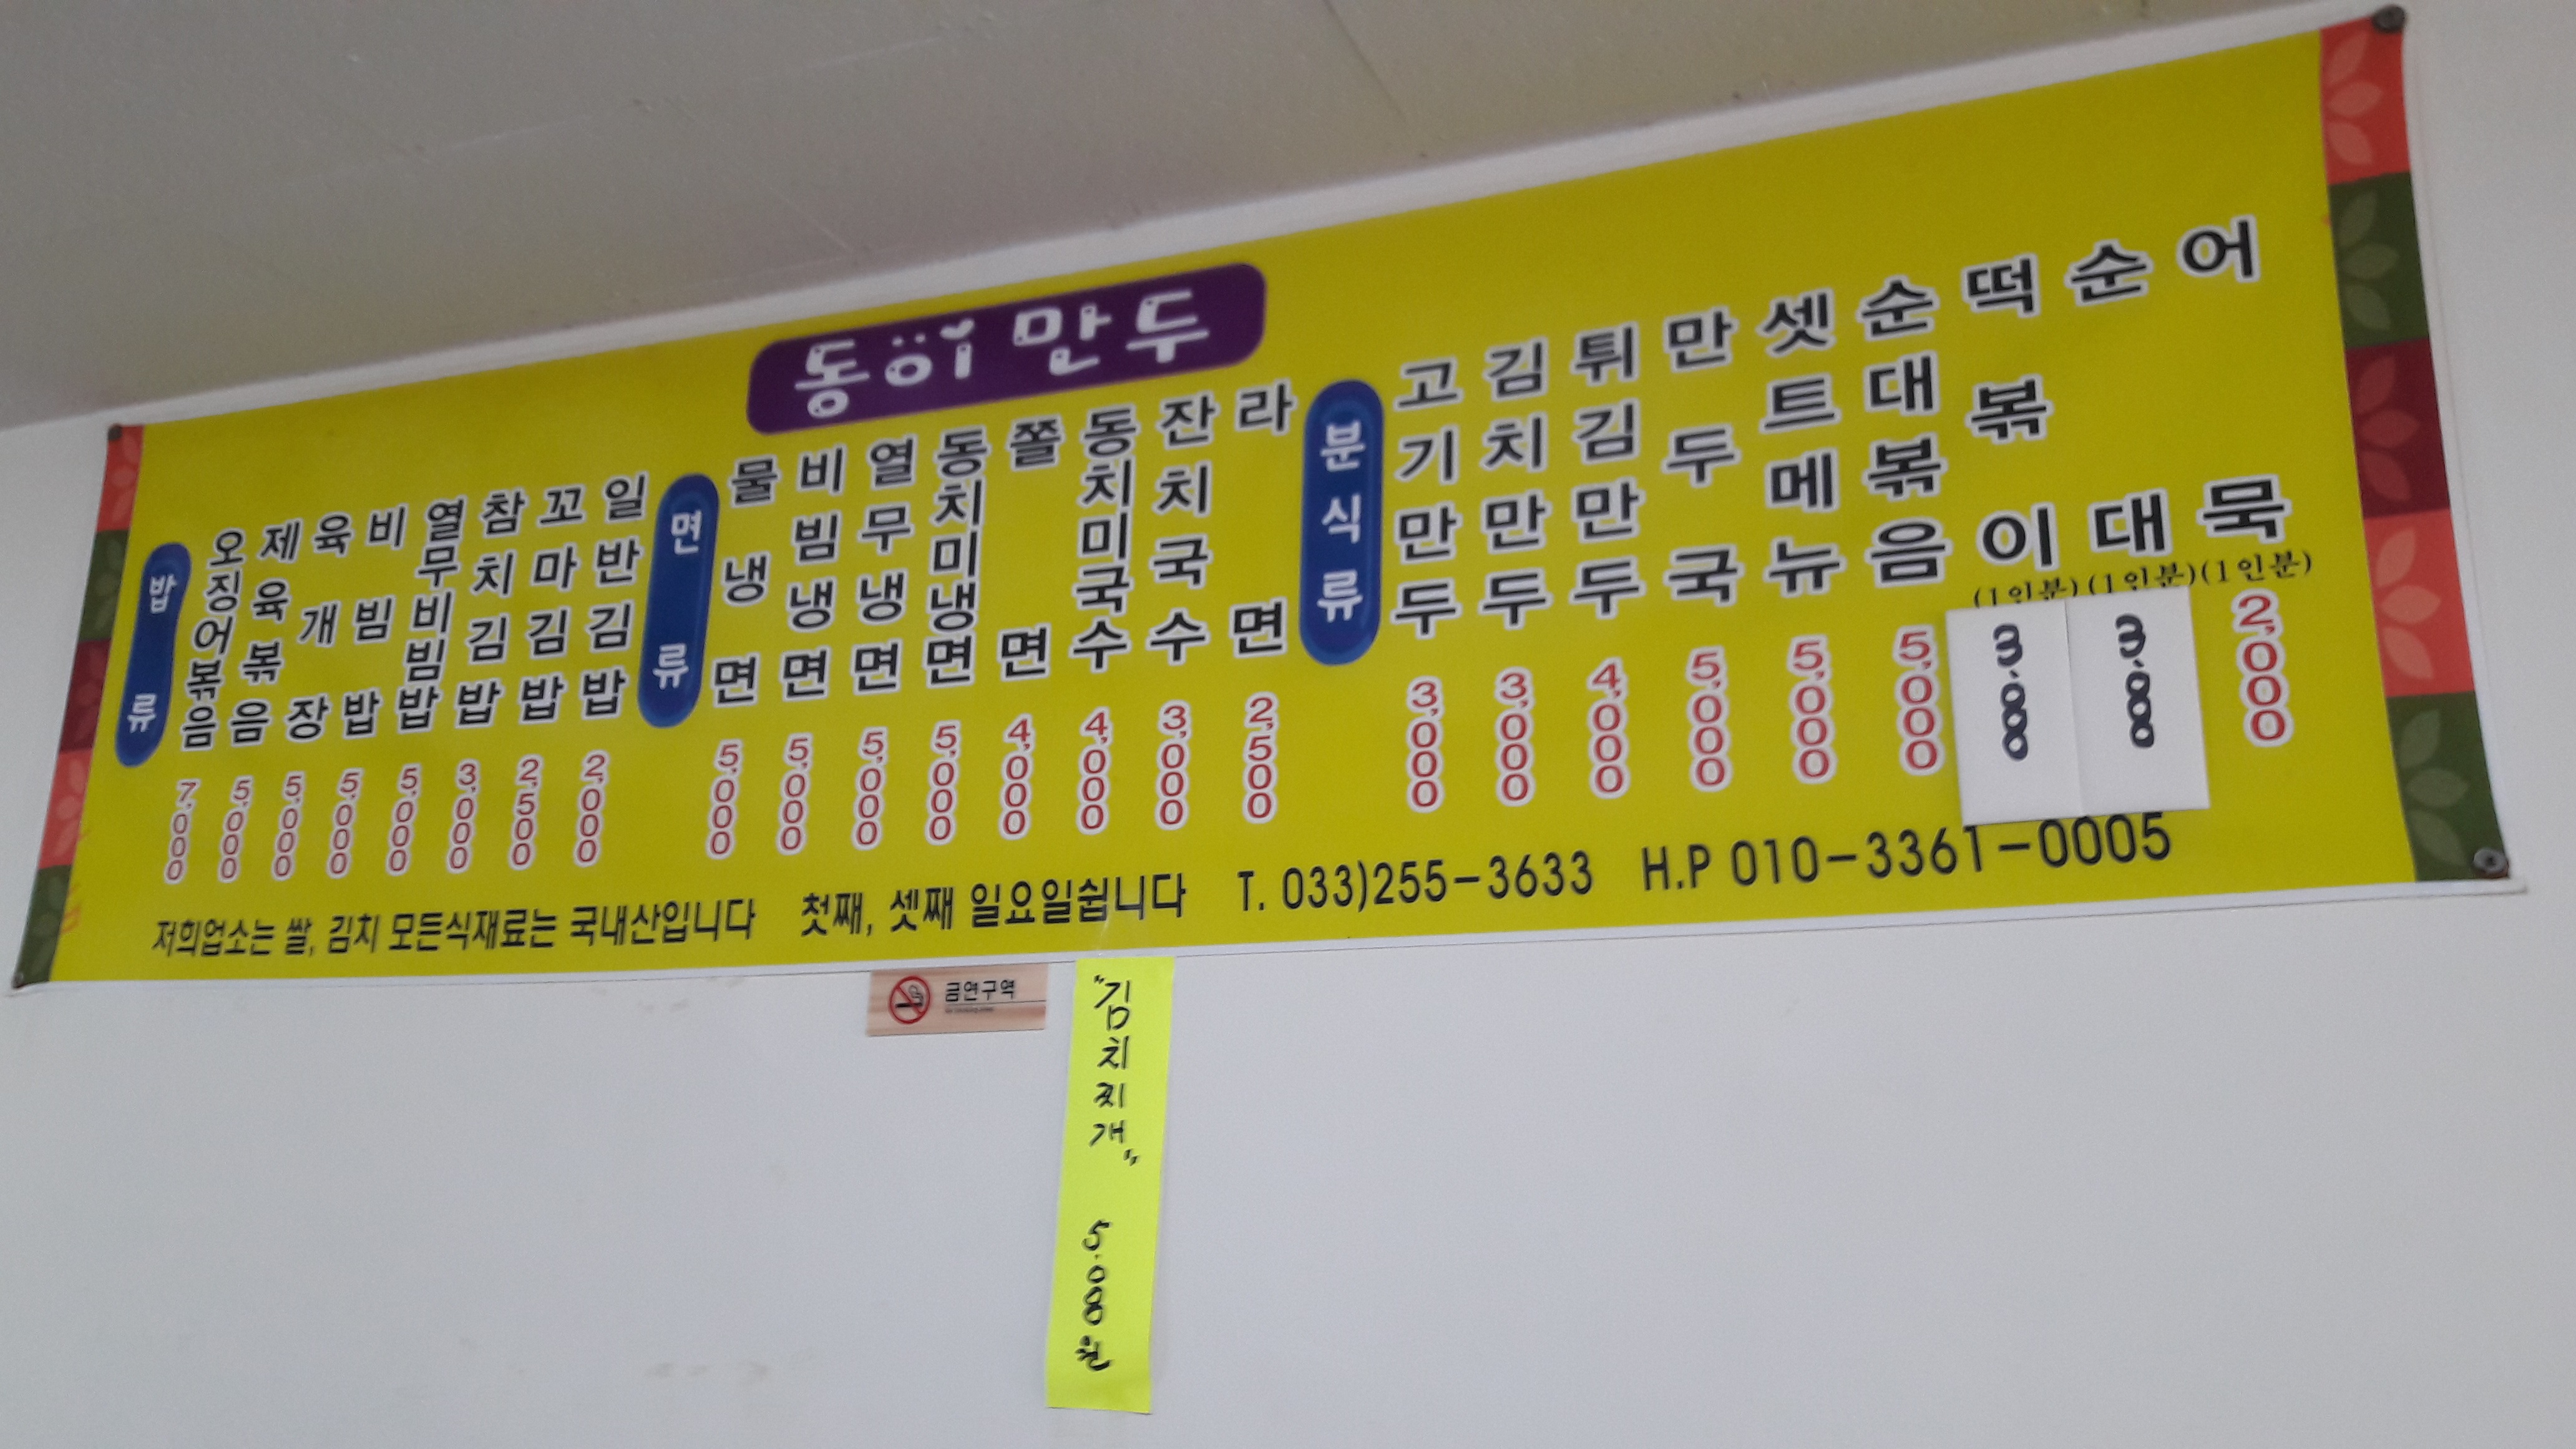 동이만두
밥류
오징어볶음 7,000
제육볶음 5,000
육개장 5,000
비빔밥 5,000
열무비빔밥 5,000
참치김밥 3,000
꼬마김밥 2,500
일반김밥 2,000
면류
물냉면 5,000
비빔냉면 5,000
열무냉면 5,000
동치미냉면 5,000
쫄면 4,000
동치미국수 4,000
잔치국수 3,000
라면 2,500
분식류
고기만두 3,000
김치만두 3,000
튀김만두 4,000
만두국 5,000
셋트메뉴 5,000
순대볶음 5,000
떡볶이 (1인분) 3,000
순대 (1인분) 3,000
어묵 (1인분) 2,000
저희업소는 쌀, 김치 모든식재료는 국내산입니다 첫째, 셋째 일요일쉽니다 T. 033)255-3633 H.P 010-3361-0005
금연구역
"김치찌개" 5.000원